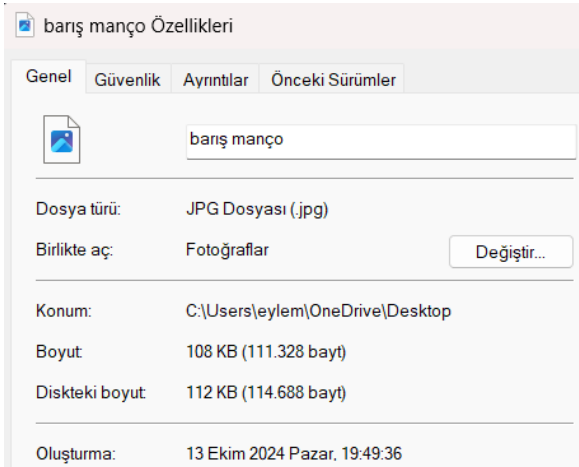 barış manço Özellikleri
Genel Güvenlik Ayrıntılar Önceki Sürümler
barış manço
Dosya türü: JPG Dosyası (.jpg)
Birlikte aç: Fotoğraflar Değiştir...
Konum: C:\Users\eylem\OneDrive\Desktop
Boyut: 108 KB (111.328 bayt)
Diskteki boyut: 112 KB (114.688 bayt)
Oluşturma: 13 Ekim 2024 Pazar, 19:49:36